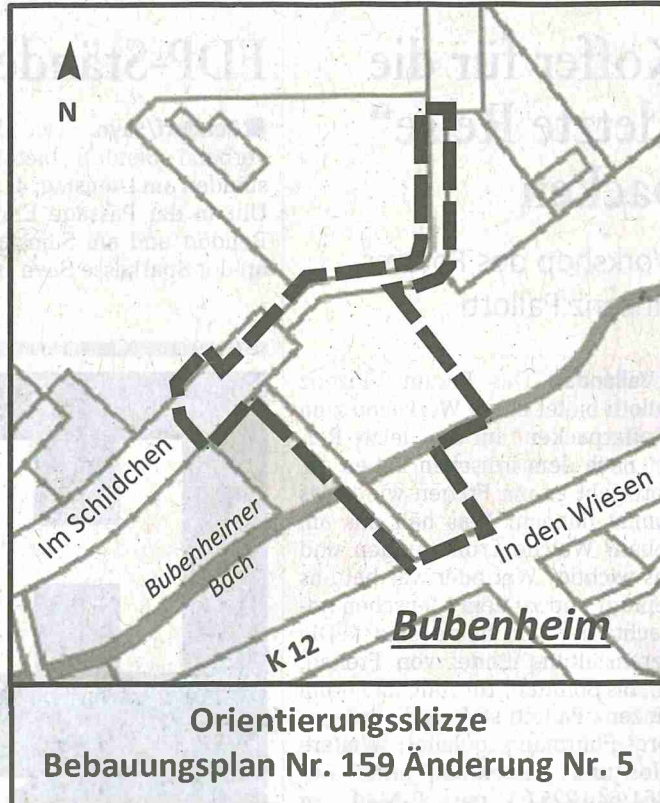 N
Im Schildchen
Bubenheimer
Bach
In den Wiesen
K 12
Bubenheim
Orientierungsskizze
Bebauungsplan Nr. 159 Änderung Nr. 5